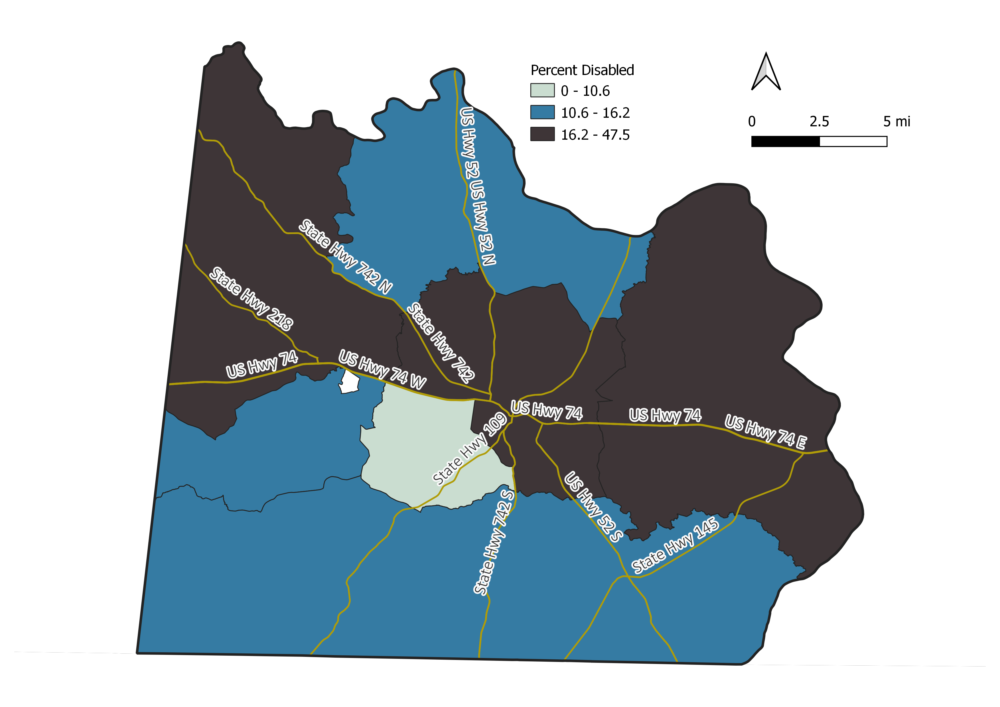 Percent Disabled
0 - 10.6
10.6 - 16.2
16.2 - 47.5
0 2.5 5 mi
US Hwy 52
US Hwy 52 N
State Hwy 742 N
State Hwy 218
State Hwy 742
US Hwy 74
US Hwy 74 W
US Hwy 74
US Hwy 74
US Hwy 74 E
State Hwy 109
US Hwy 52 S
State Hwy 742 S
State Hwy 145